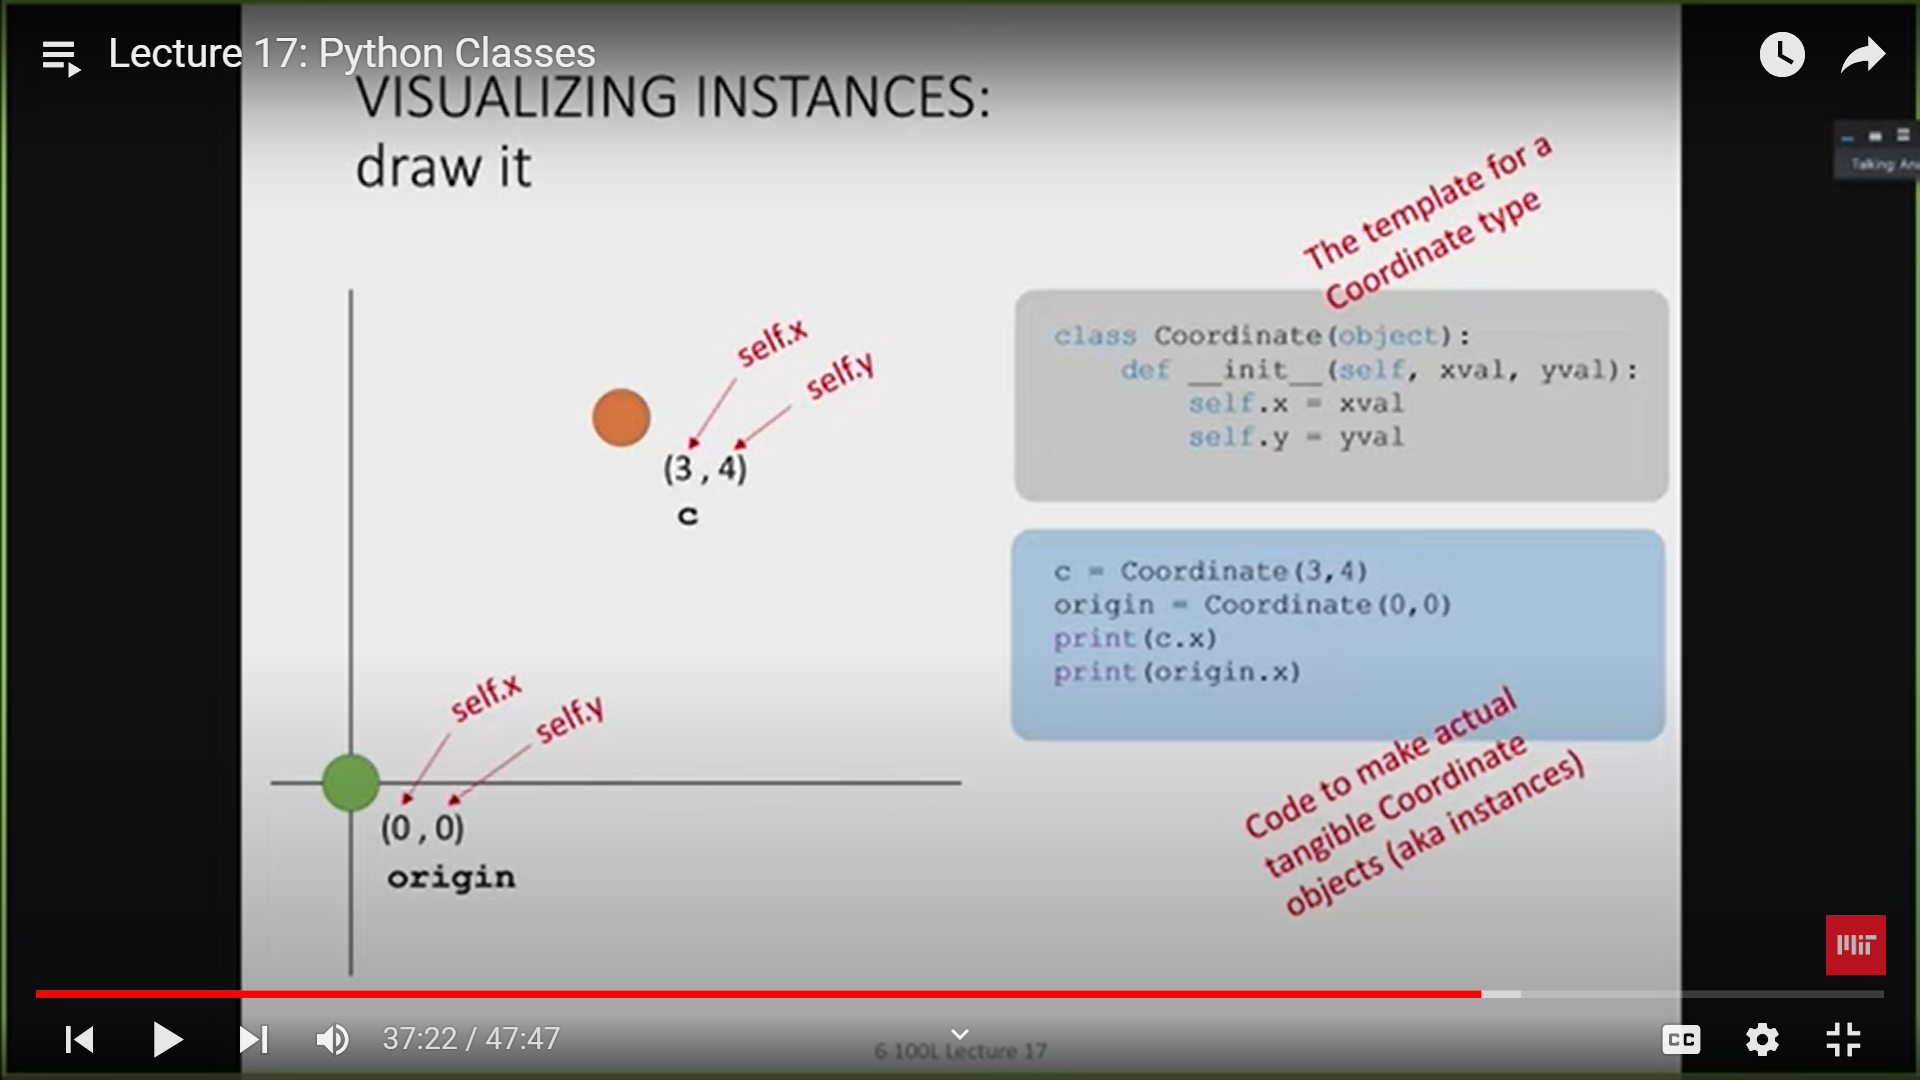 Lecture 17: Python Classes
VISUALIZING INSTANCES:
draw it
Talking:
The template for a
Coordinate type
class Coordinate(object):
    def __init__(self, xval, yval):
        self.x = xval
        self.y = yval
self.x
self.y
(3 , 4)
c
c = Coordinate(3,4)
origin = Coordinate(0,0)
print(c.x)
print(origin.x)
self.x
self.y
(0 , 0)
origin
Code to make actual
tangible Coordinate
objects (aka instances)
MIT
37:22 / 47:47
6.100L Lecture 17
CC